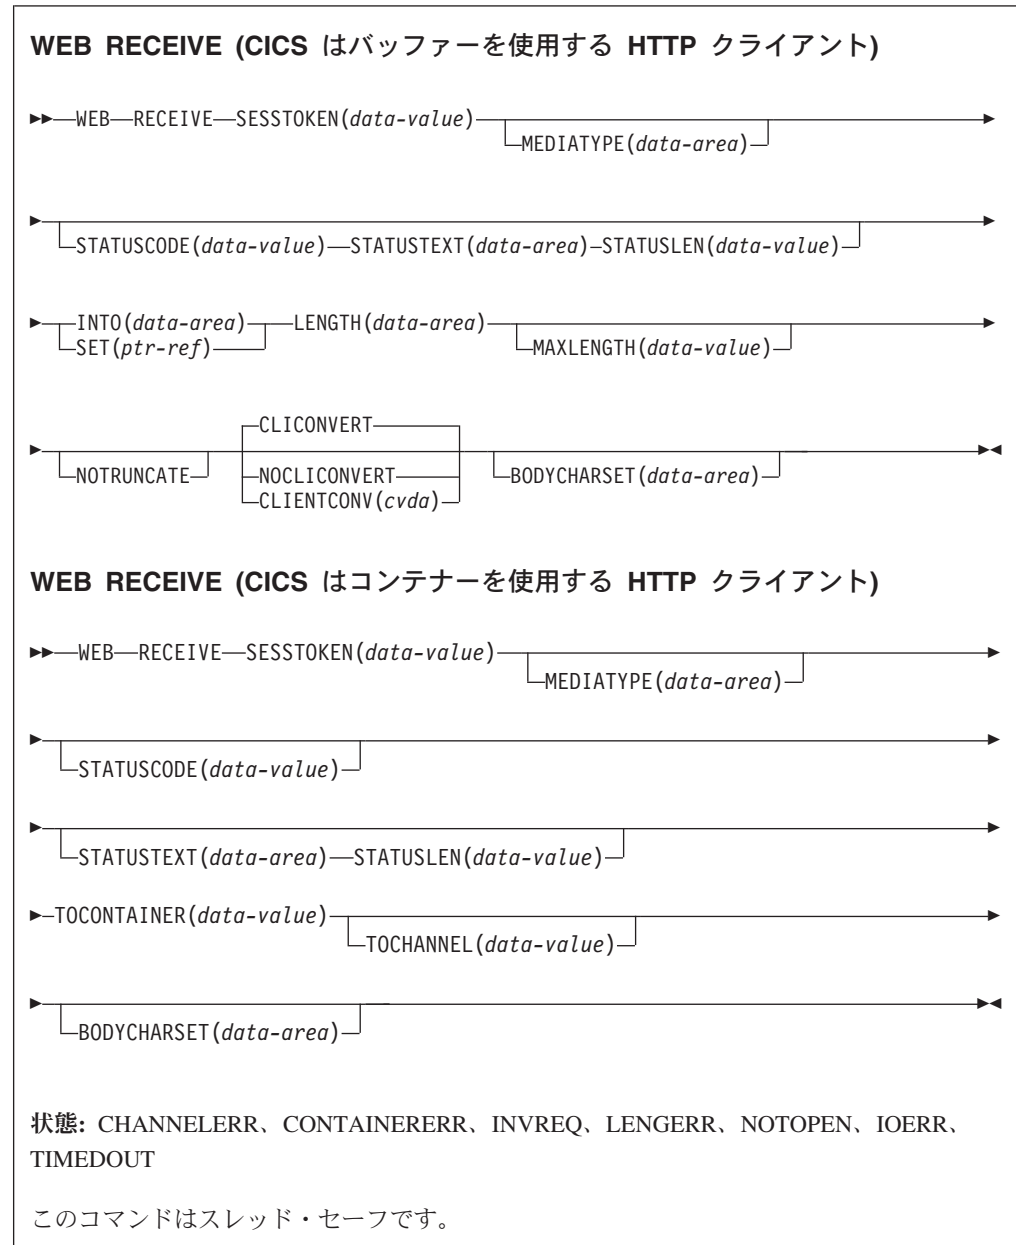 WEB RECEIVE (CICS はバッファーを使用する HTTP クライアント)
WEB RECEIVE SESSTOKEN(data-value)
MEDIATYPE(data-area)
STATUSCODE(data-value) STATUSTEXT(data-area) STATUSLEN(data-value)
INTO(data-area) LENGTH(data-area)
SET(ptr-ref) MAXLENGTH(data-value)
CLICONVERT
NOTRUNCATE NOCLICONVERT BODYCHARSET(data-area)
CLIENTCONV(cvda)
WEB RECEIVE (CICS はコンテナーを使用する HTTP クライアント)
WEB RECEIVE SESSTOKEN(data-value)
MEDIATYPE(data-area)
STATUSCODE(data-value)
STATUSTEXT(data-area) STATUSLEN(data-value)
TOCONTAINER(data-value)
TOCHANNEL(data-value)
BODYCHARSET(data-area)
状態: CHANNELERR、CONTAINERERR、INVREQ、LENGERR、NOTOPEN、IOERR、
TIMEDOUT
このコマンドはスレッド・セーフです。